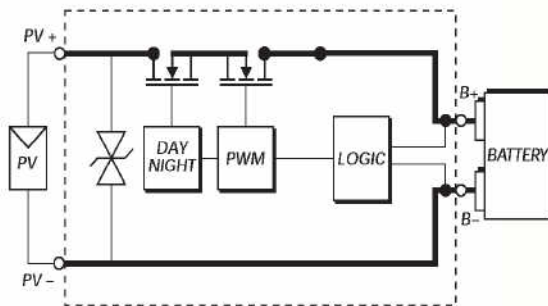 PV +
B+
PV
DAY
NIGHT
PWM
LOGIC
BATTERY
B−
PV −